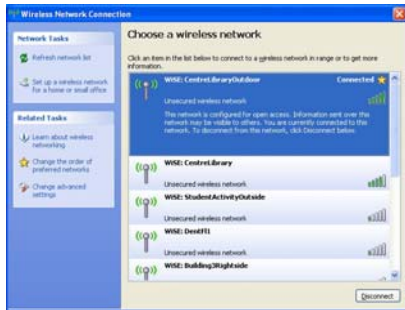 Wireless Network Connection
Network Tasks
Refresh network list
Set up a wireless network
for a home or small office
Related Tasks
Learn about wireless
networking
Change the order of
preferred networks
Change advanced
settings
Choose a wireless network
Click an item in the list below to connect to a wireless network in range or to get more
information.
WiSE: CentreLibraryOutdoor Connected
Unsecured wireless network
This network is configured for open access. Information sent over this
network may be visible to others. You are currently connected to this
network. To disconnect from this network, click Disconnect below.
WiSE: CentreLibrary
Unsecured wireless network
WiSE: StudentActivityOutside
Unsecured wireless network
WiSE: Dentfl1
Unsecured wireless network
WiSE: Building3Rightside
Disconnect